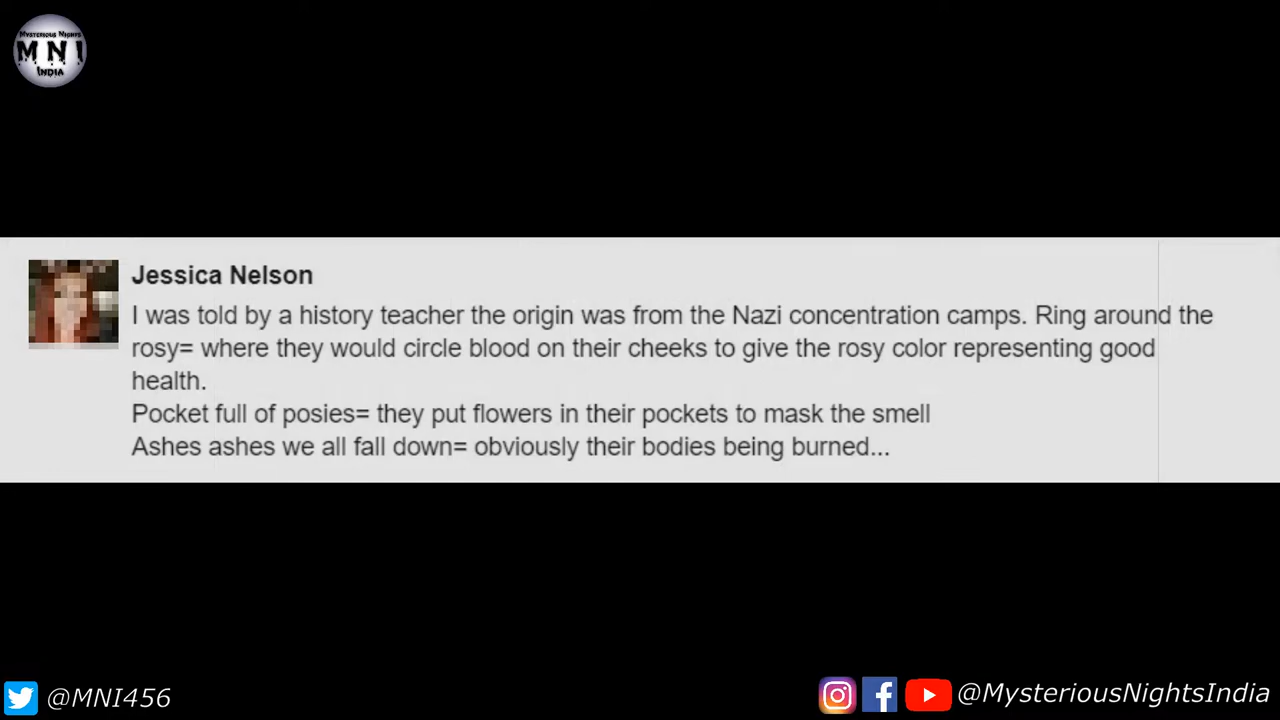 Mysterious Nights
MNI
India
Jessica Nelson
I was told by a history teacher the origin was from the Nazi concentration camps. Ring around the
rosy= where they would circle blood on their cheeks to give the rosy color representing good
health.
Pocket full of posies= they put flowers in their pockets to mask the smell
Ashes ashes we all fall down= obviously their bodies being burned...
@MNI456
@MysteriousNightsIndia